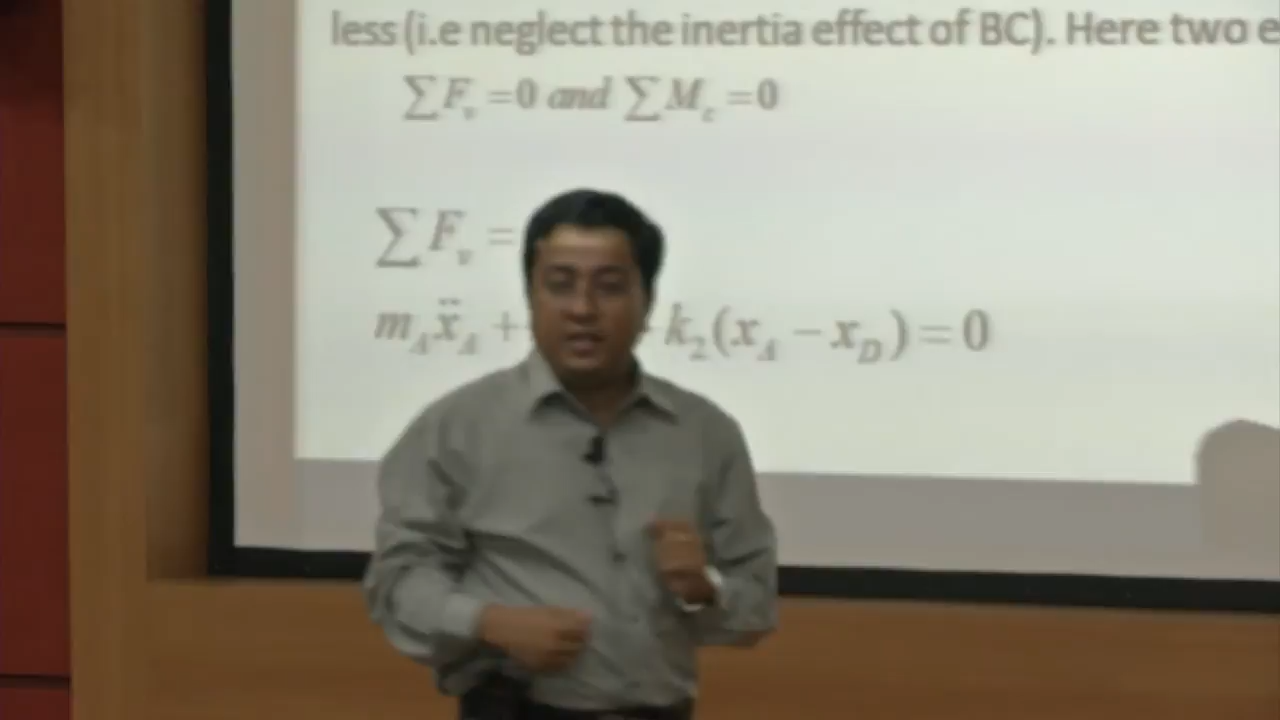 less (i.e neglect the inertia effect of BC). Here two
∑F_v =0 and ∑M_c =0
∑F_v =
m_A ẍ_A + k_2(x_A − x_D) = 0